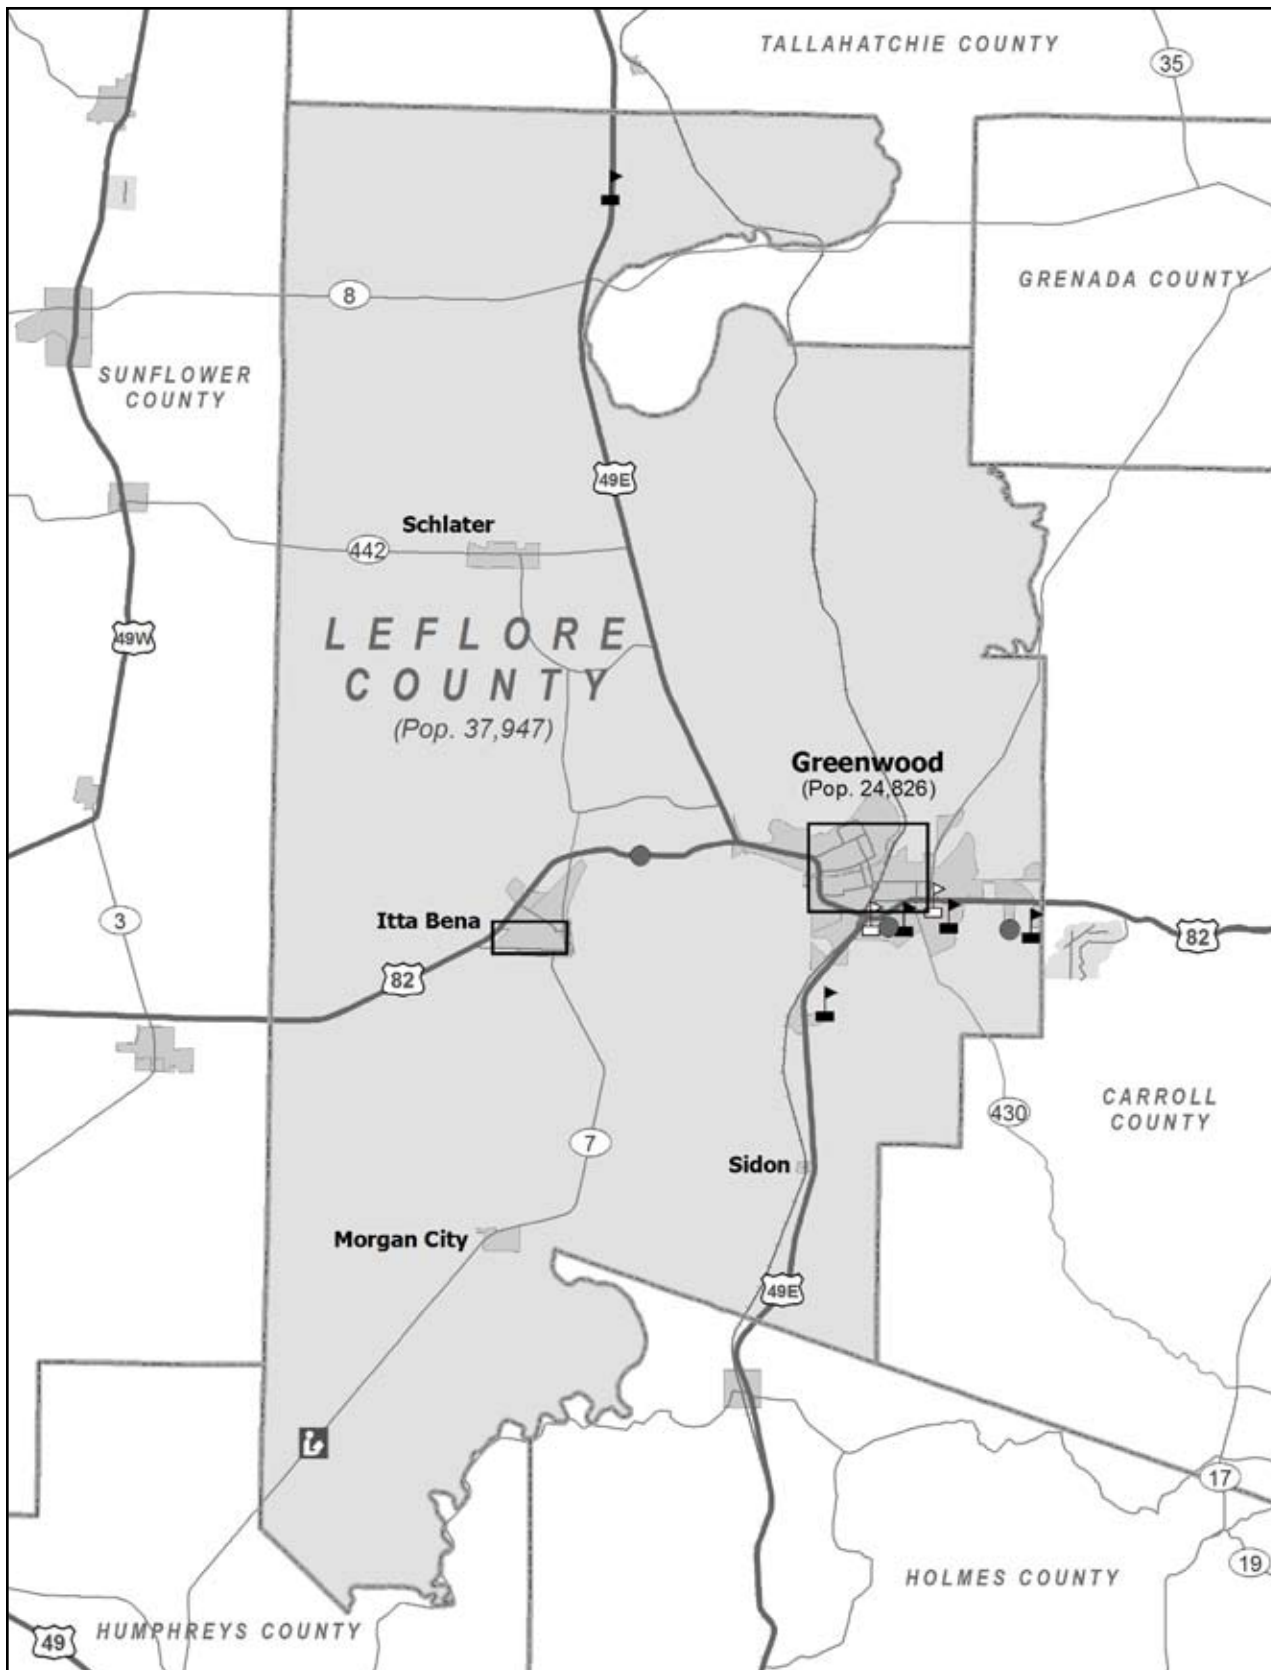 TALLAHATCHIE COUNTY
35
GRENADA COUNTY
8
SUNFLOWER
COUNTY
49E
Schlater
442
49W
LEFLORE
COUNTY
(Pop. 37,947)
Greenwood
(Pop. 24,826)
3
Itta Bena
82
82
CARROLL
COUNTY
430
7
Sidon
Morgan City
49E
17
19
HOLMES COUNTY
49
HUMPHREYS COUNTY